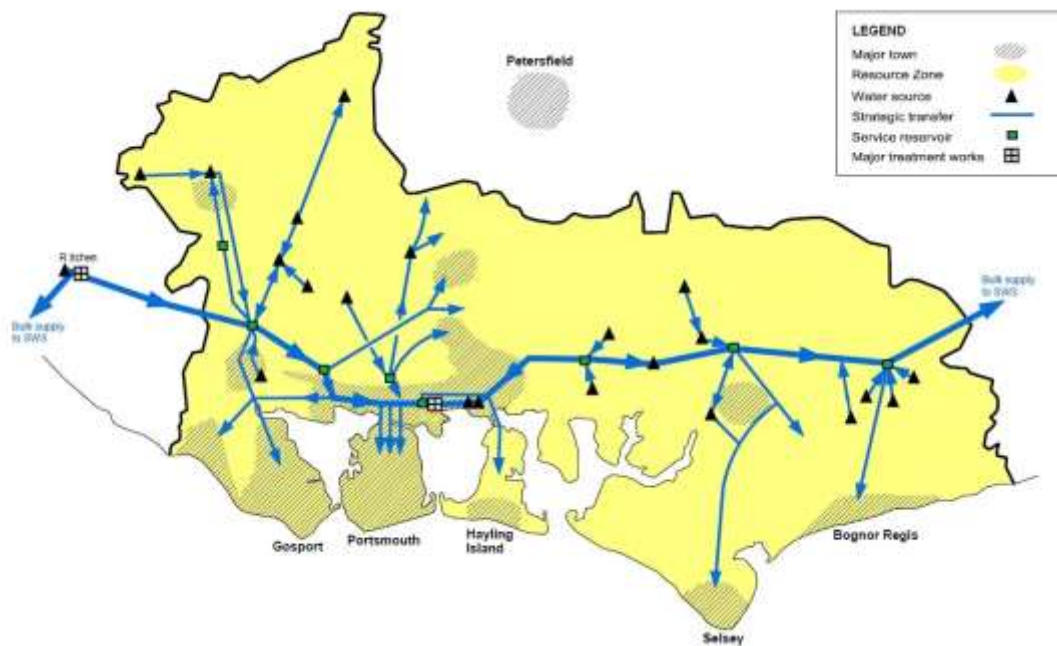 LEGEND
Major town
Resource Zone
Water source
Strategic transfer
Service reservoir
Major treatment works
Petersfield
R Itchen
Bulk supply
to SWS
Bulk supply
to SWS
Gosport
Portsmouth
Hayling
Island
Bognor Regis
Selsey